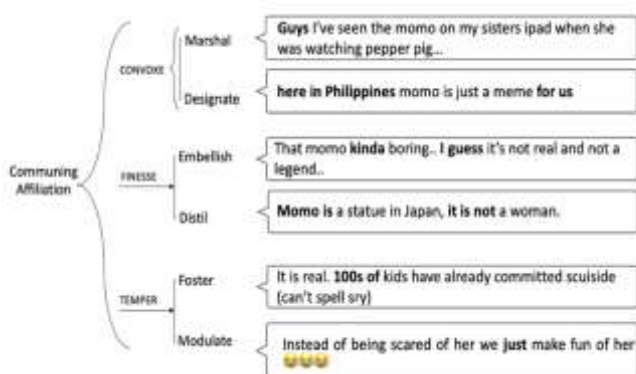 Marshal
Guys I've seen the momo on my sisters ipad when she
was watching pepper pig...
CONVOKE
Designate
here in Philippines momo is just a meme for us
Communing
Affiliation
Embellish
That momo kinda boring.. I guess it's not real and not a
legend..
FINESSE
Distil
Momo is a statue in Japan, it is not a woman.
Foster
It is real. 100s of kids have already committed scuiside
(can't spell sry)
TEMPER
Modulate
Instead of being scared of her we just make fun of her
😂😂😂